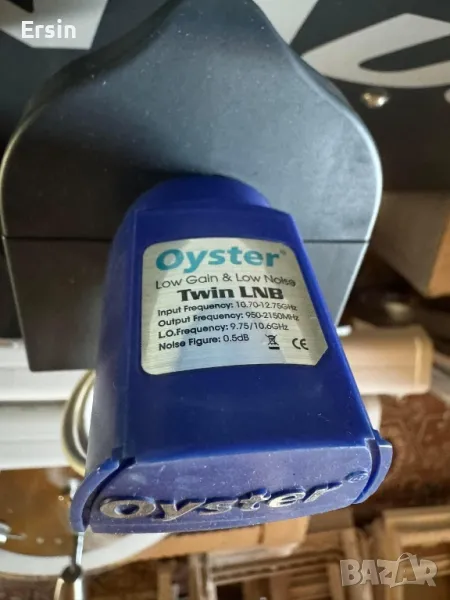 Ersin
Oyster®
Low Gain & Low Noise
Twin LNB
Input Frequency: 10.70-12.75GHz
Output Frequency: 950-2150MHz
L.O.Frequency: 9.75/10.6GHz
Noise Figure: 0.5dB
CE
Oyster®
BAZAR